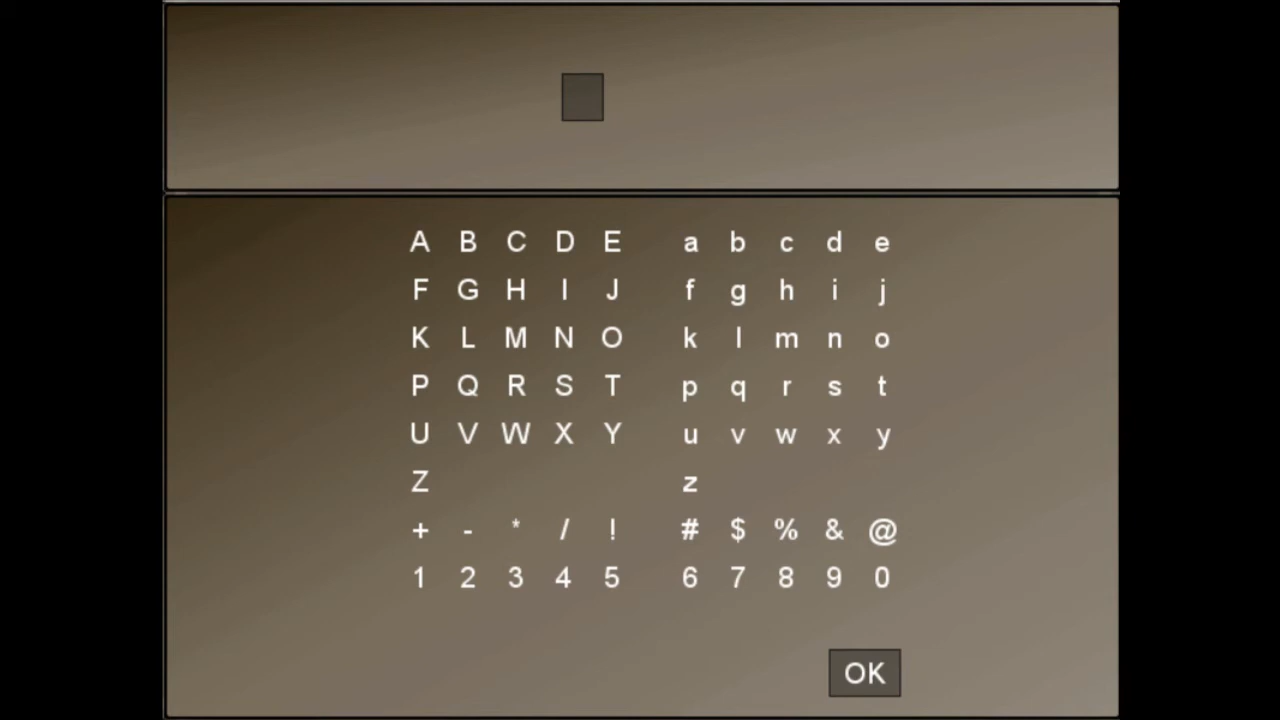 A B C D E a b c d e
F G H I J f g h i j
K L M N O k l m n o
P Q R S T p q r s t
U V W X Y u v w x y
Z z
+ - * / ! # $ % & @
1 2 3 4 5 6 7 8 9 0
OK